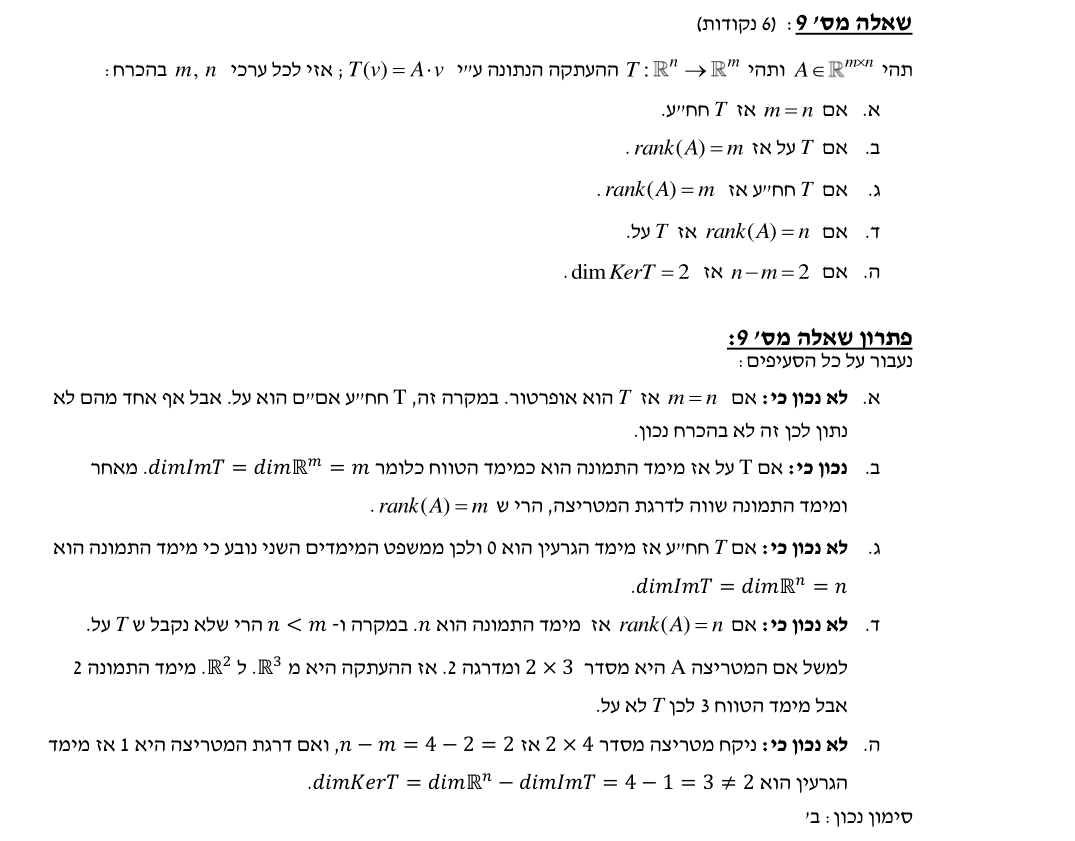 שאלה מס' 9: (6 נקודות)
תהי A ∈ ℝ^{m×n} ותהי T : ℝ^n → ℝ^m ההעתקה הנתונה ע"י T(v) = A·v ; אזי לכל ערכי m, n בהכרח:
א. אם m = n אז T חח"ע.
ב. אם T על אז rank(A) = m .
ג. אם T חח"ע אז rank(A) = m .
ד. אם rank(A) = n אז T על.
ה. אם n − m = 2 אז dim KerT = 2 .
פתרון שאלה מס' 9:
נעבור על כל הסעיפים:
א. לא נכון כי: אם m = n אז T הוא אופרטור. במקרה זה, T חח"ע אם"ם הוא על. אבל אף אחד מהם לא
נתון לכן זה לא בהכרח נכון.
ב. נכון כי: אם T על אז מימד התמונה הוא כמימד הטווח כלומר dimImT = dimℝ^m = m. מאחר
ומימד התמונה שווה לדרגת המטריצה, הרי ש rank(A) = m .
ג. לא נכון כי: אם T חח"ע אז מימד הגרעין הוא 0 ולכן ממשפט המימדים השני נובע כי מימד התמונה הוא
dimImT = dimℝ^n = n.
ד. לא נכון כי: אם rank(A) = n אז מימד התמונה הוא n. במקרה ו- n < m הרי שלא נקבל ש T על.
למשל אם המטריצה A היא מסדר 2 × 3 ומדרגה 2. אז ההעתקה היא מ ℝ^3. ל ℝ^2. מימד התמונה 2
אבל מימד הטווח 3 לכן T לא על.
ה. לא נכון כי: ניקח מטריצה מסדר 2 × 4 אז n − m = 4 − 2 = 2, ואם דרגת המטריצה היא 1 אז מימד
הגרעין הוא dimKerT = dimℝ^n − dimImT = 4 − 1 = 3 ≠ 2.
סימון נכון: ב'